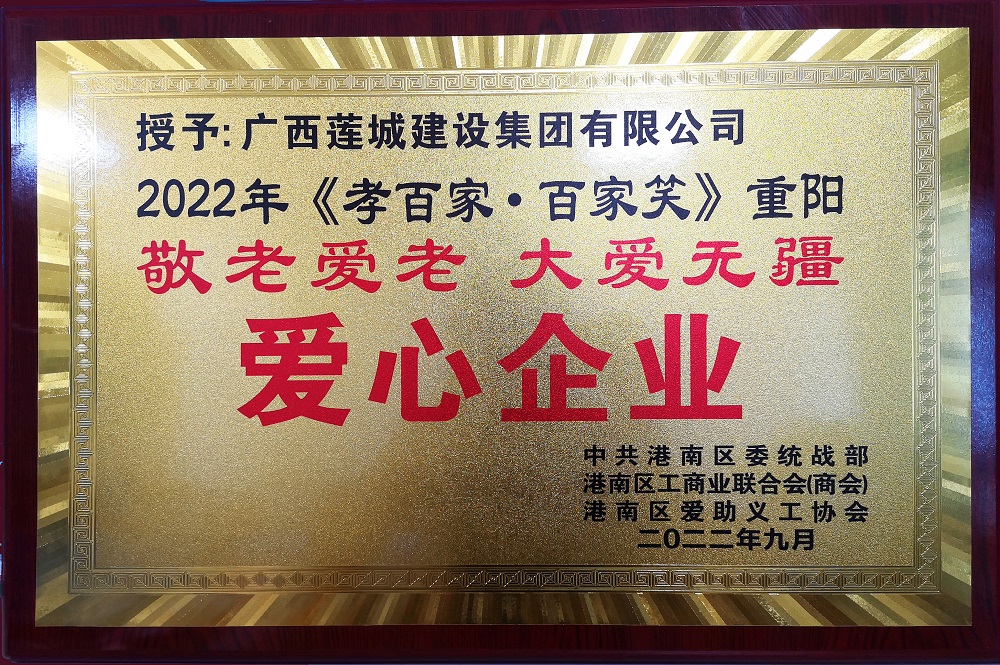 授予:广西莲城建设集团有限公司
2022年《孝百家·百家笑》重阳
敬老爱老 大爱无疆
爱心企业
中共港南区委统战部
港南区工商业联合会(商会)
港南区爱助义工协会
二〇二二年九月